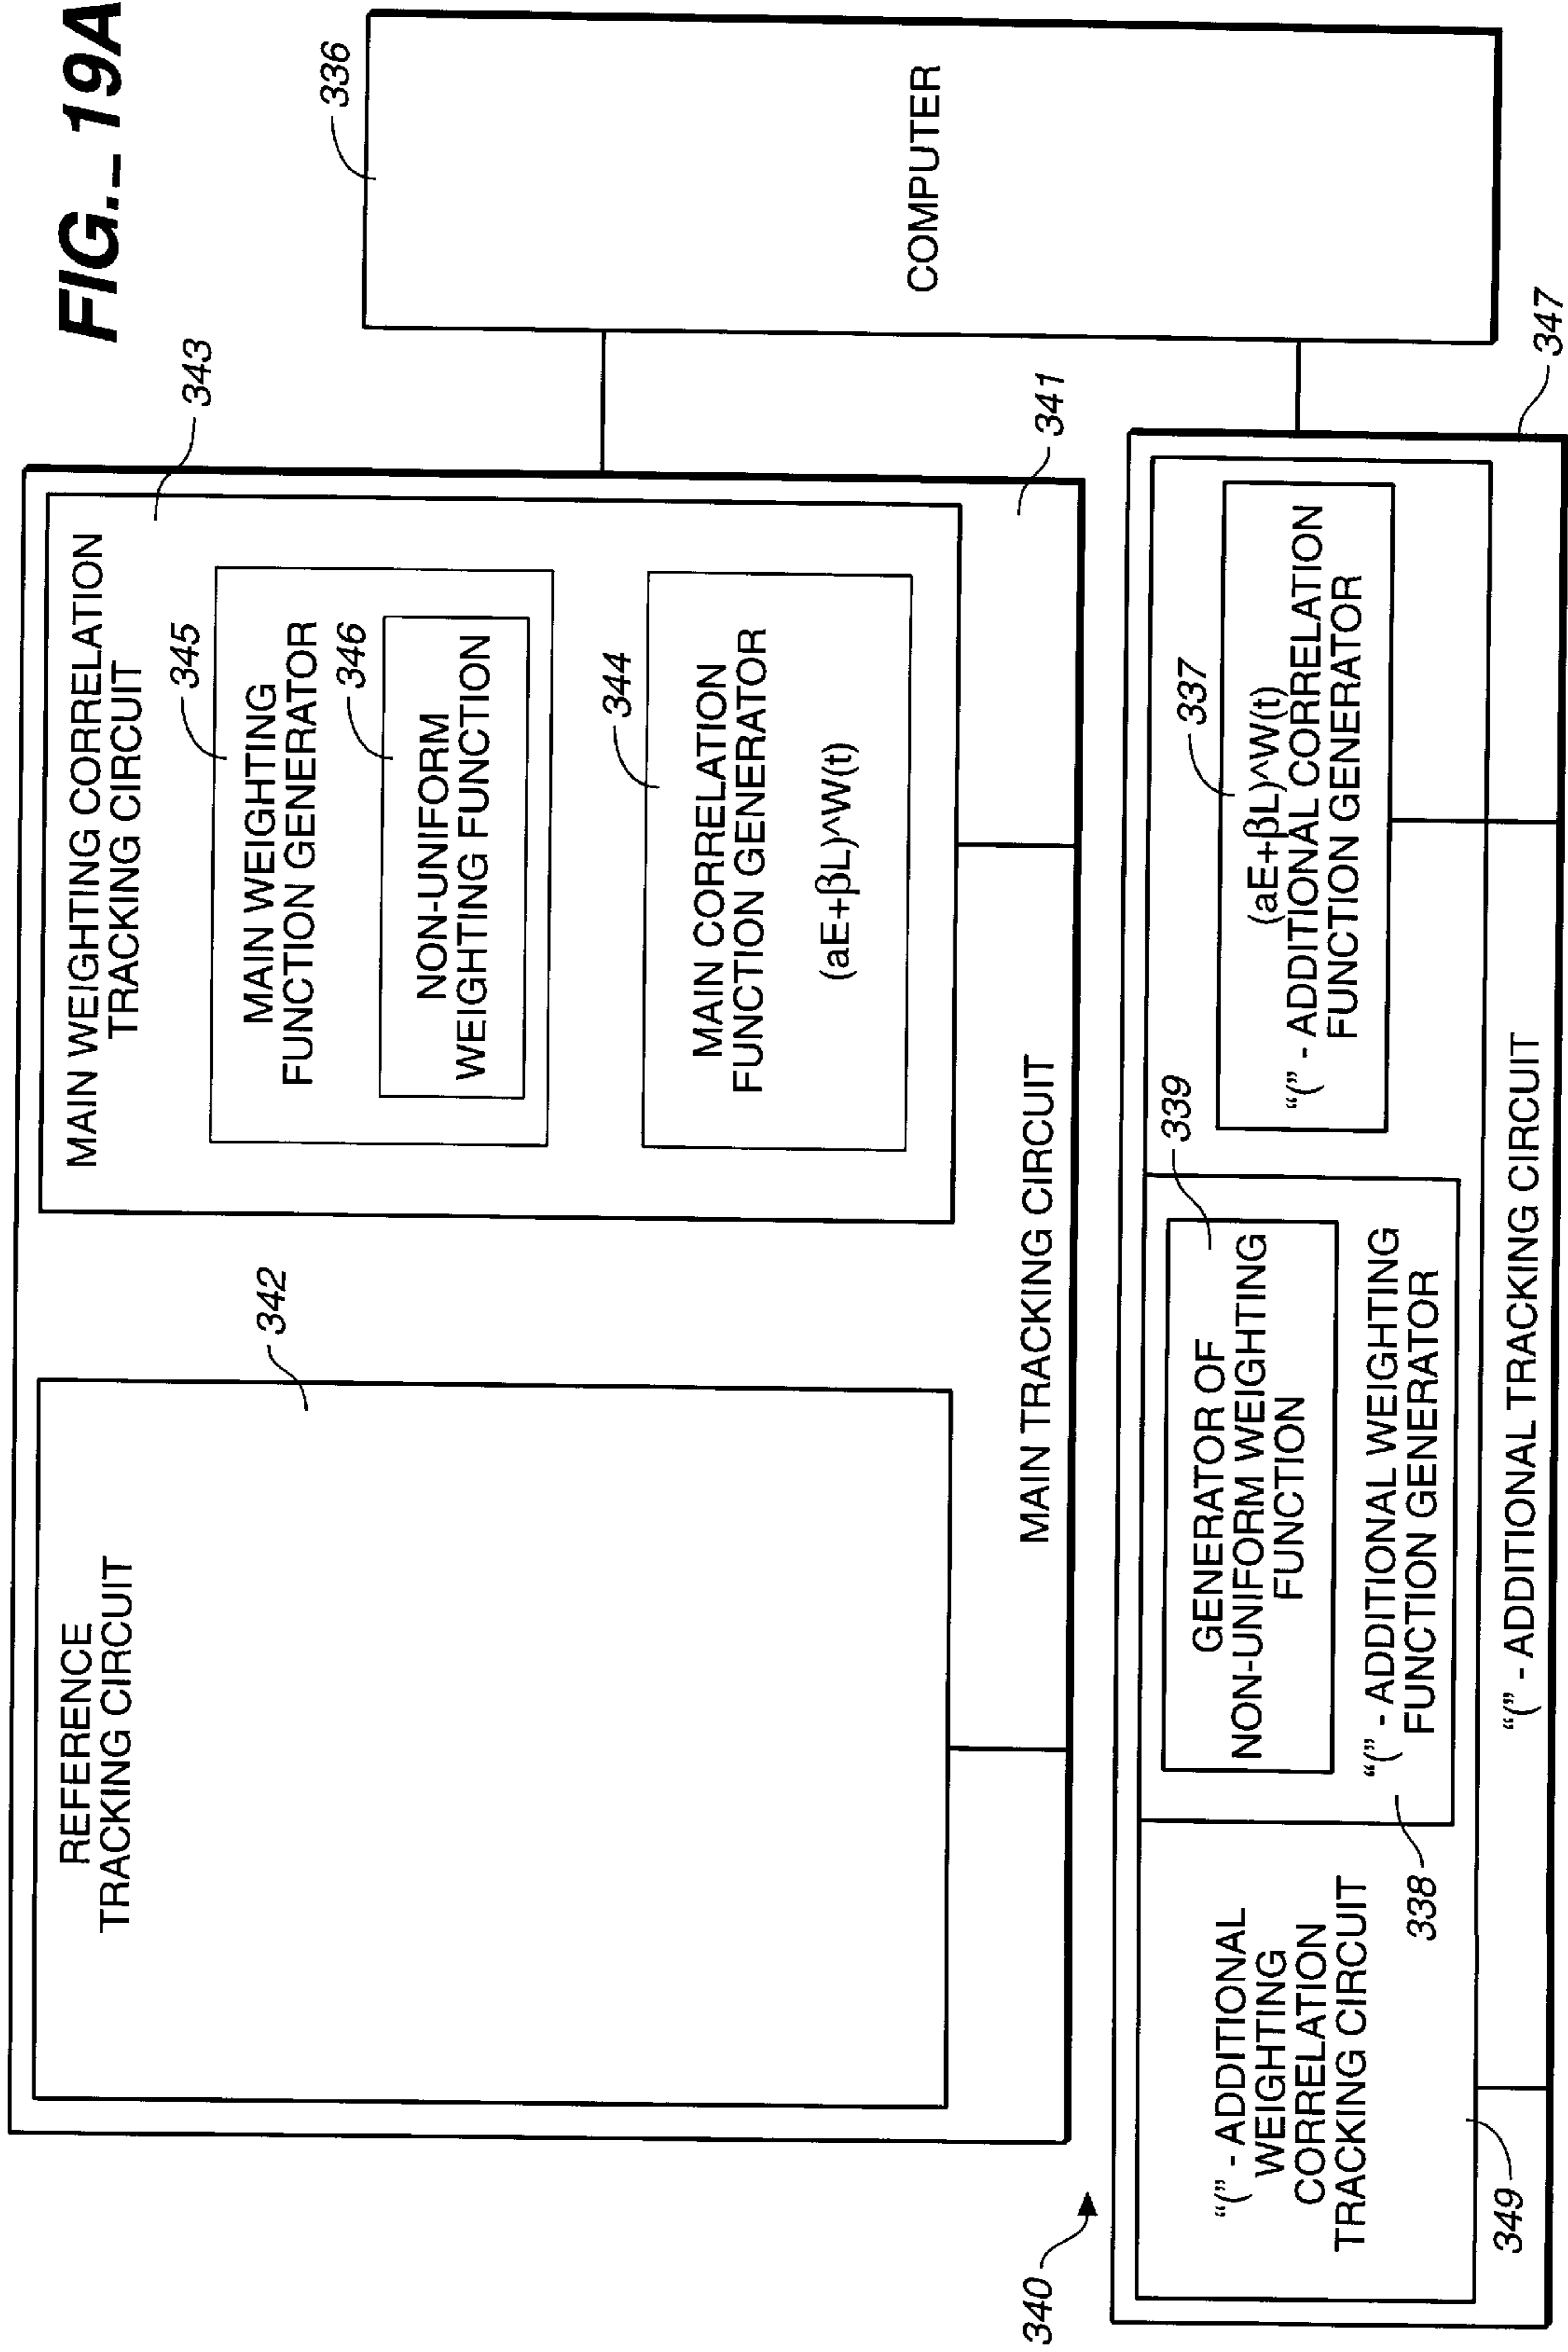 FIG._19A
REFERENCE
TRACKING CIRCUIT
342
MAIN WEIGHTING CORRELATION
TRACKING CIRCUIT
343
345
MAIN WEIGHTING
FUNCTION GENERATOR
346
NON-UNIFORM
WEIGHTING FUNCTION
344
MAIN CORRELATION
FUNCTION GENERATOR
(aE+βL)^W(t)
MAIN TRACKING CIRCUIT
341
336
COMPUTER
340
“(” - ADDITIONAL
WEIGHTING
CORRELATION
TRACKING CIRCUIT
349
339
GENERATOR OF
NON-UNIFORM WEIGHTING
FUNCTION
“(” - ADDITIONAL WEIGHTING
FUNCTION GENERATOR
338
337
(aE+βL)^W(t)
“(” - ADDITIONAL CORRELATION
FUNCTION GENERATOR
“(” - ADDITIONAL TRACKING CIRCUIT
347